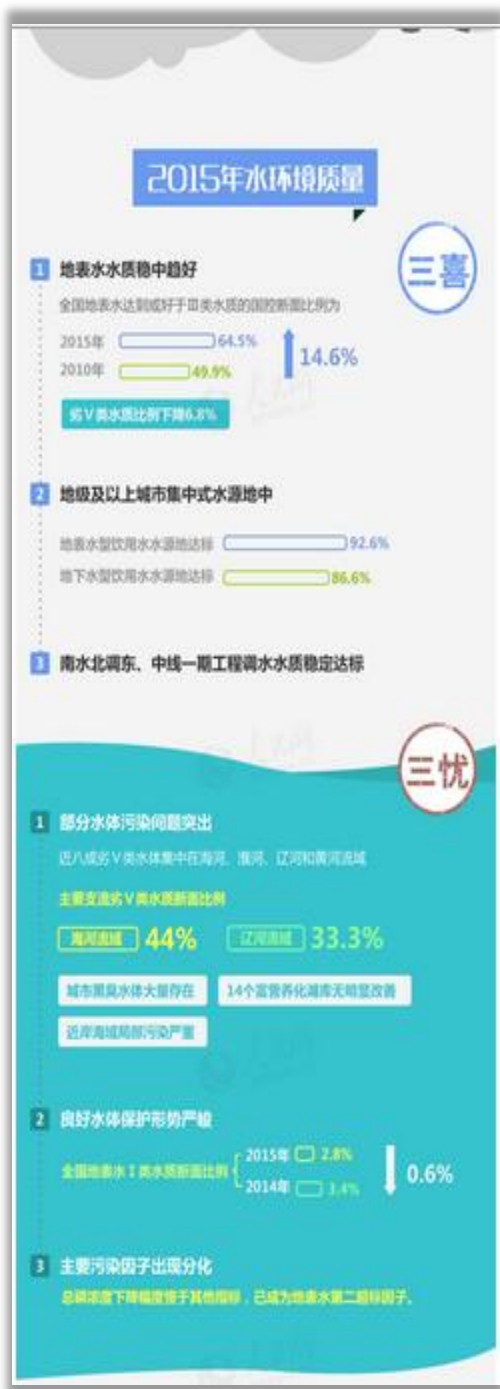 2015年水环境质量
三喜
1 地表水水质稳中趋好
全国地表水达到或好于Ⅲ类水质的国控断面比例为
2015年 64.5%
2010年 49.9%
14.6%
劣Ⅴ类水质比例下降6.8%
2 地级及以上城市集中式水源地中
地表水型饮用水水源地达标 92.6%
地下水型饮用水水源地达标 86.6%
3 南水北调东、中线一期工程调水水质稳定达标
三忧
1 部分水体污染问题突出
近八成劣Ⅴ类水体集中在海河、淮河、辽河和黄河流域
主要支流劣Ⅴ类水质断面比例
海河流域 44% 辽河流域 33.3%
城市黑臭水体大量存在 14个富营养化湖库无明显改善
近岸海域局部污染严重
2 良好水体保护形势严峻
全国地表水Ⅰ类水质断面比例
2015年 2.8%
2014年 3.4%
0.6%
3 主要污染因子出现分化
总磷浓度下降幅度慢于其他指标，已成为地表水第二超标因子。